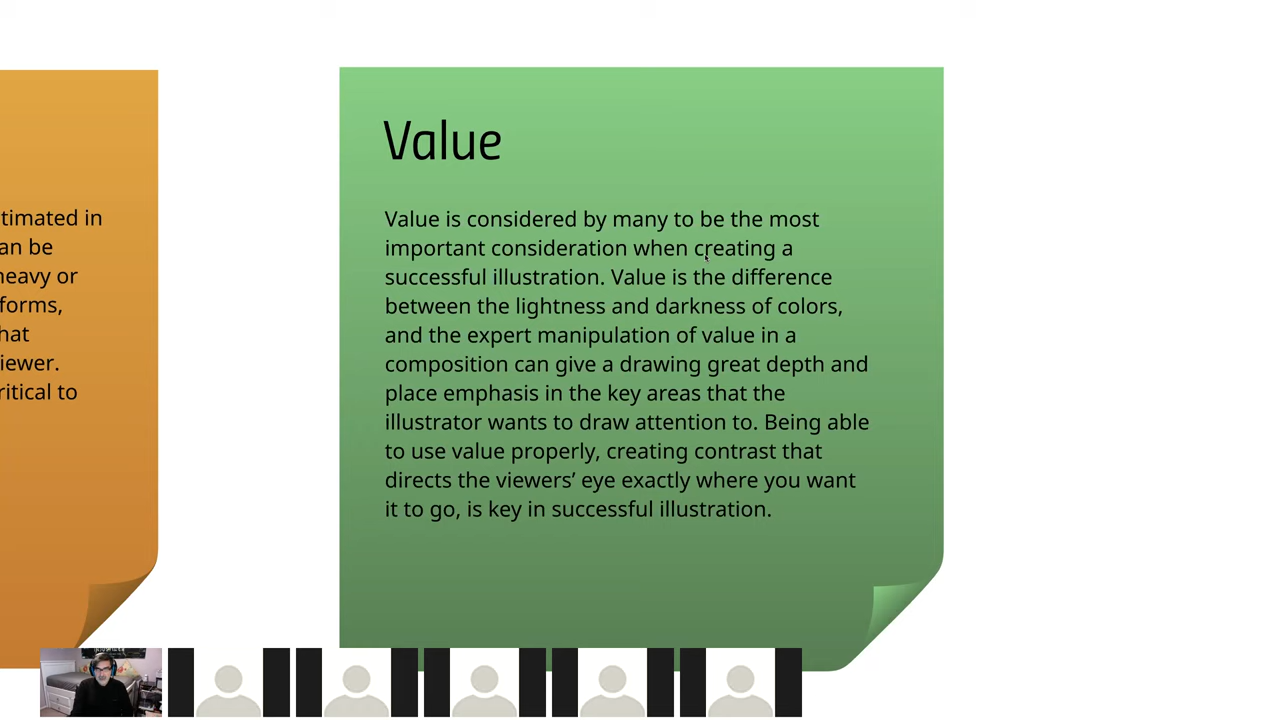 timated in
an be
heavy or
forms,
hat
iewer.
ritical to
Value
Value is considered by many to be the most
important consideration when creating a
successful illustration. Value is the difference
between the lightness and darkness of colors,
and the expert manipulation of value in a
composition can give a drawing great depth and
place emphasis in the key areas that the
illustrator wants to draw attention to. Being able
to use value properly, creating contrast that
directs the viewers’ eye exactly where you want
it to go, is key in successful illustration.